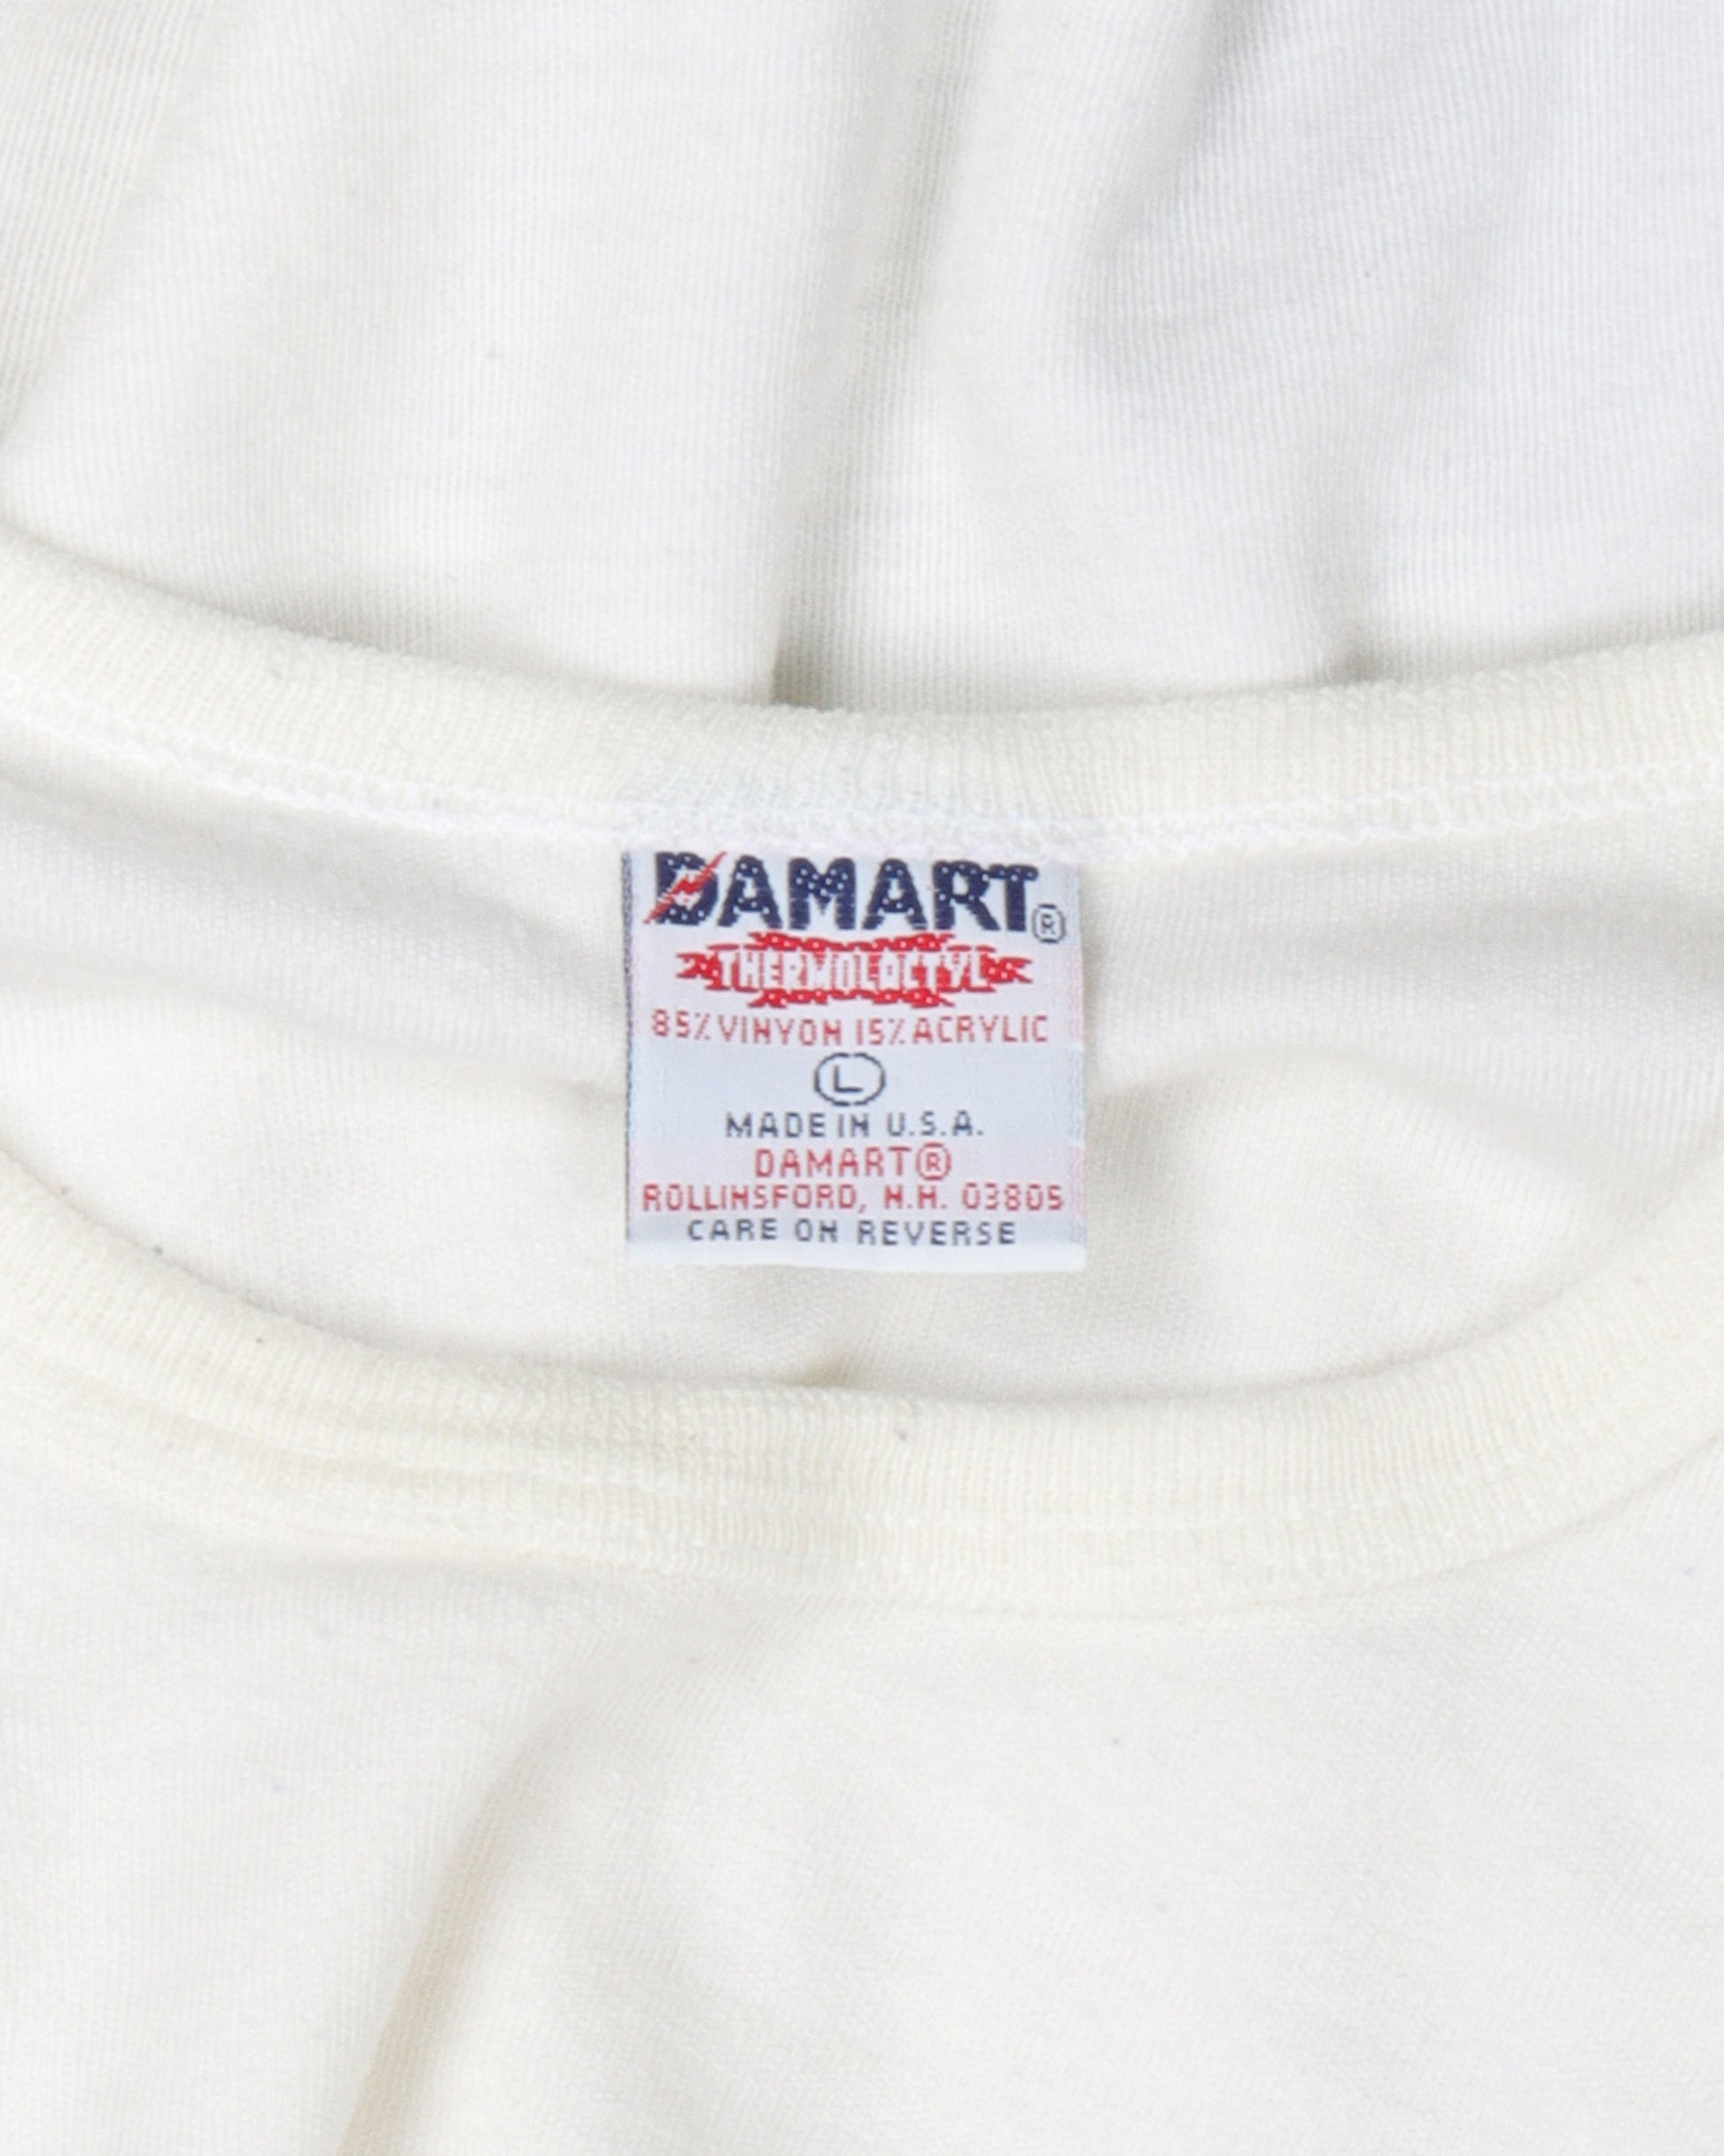 DAMART®
THERMOLACTYL
85% VINYON 15% ACRYLIC
L
MADE IN U.S.A.
DAMART®
ROLLINSFORD, N.H. 03805
CARE ON REVERSE